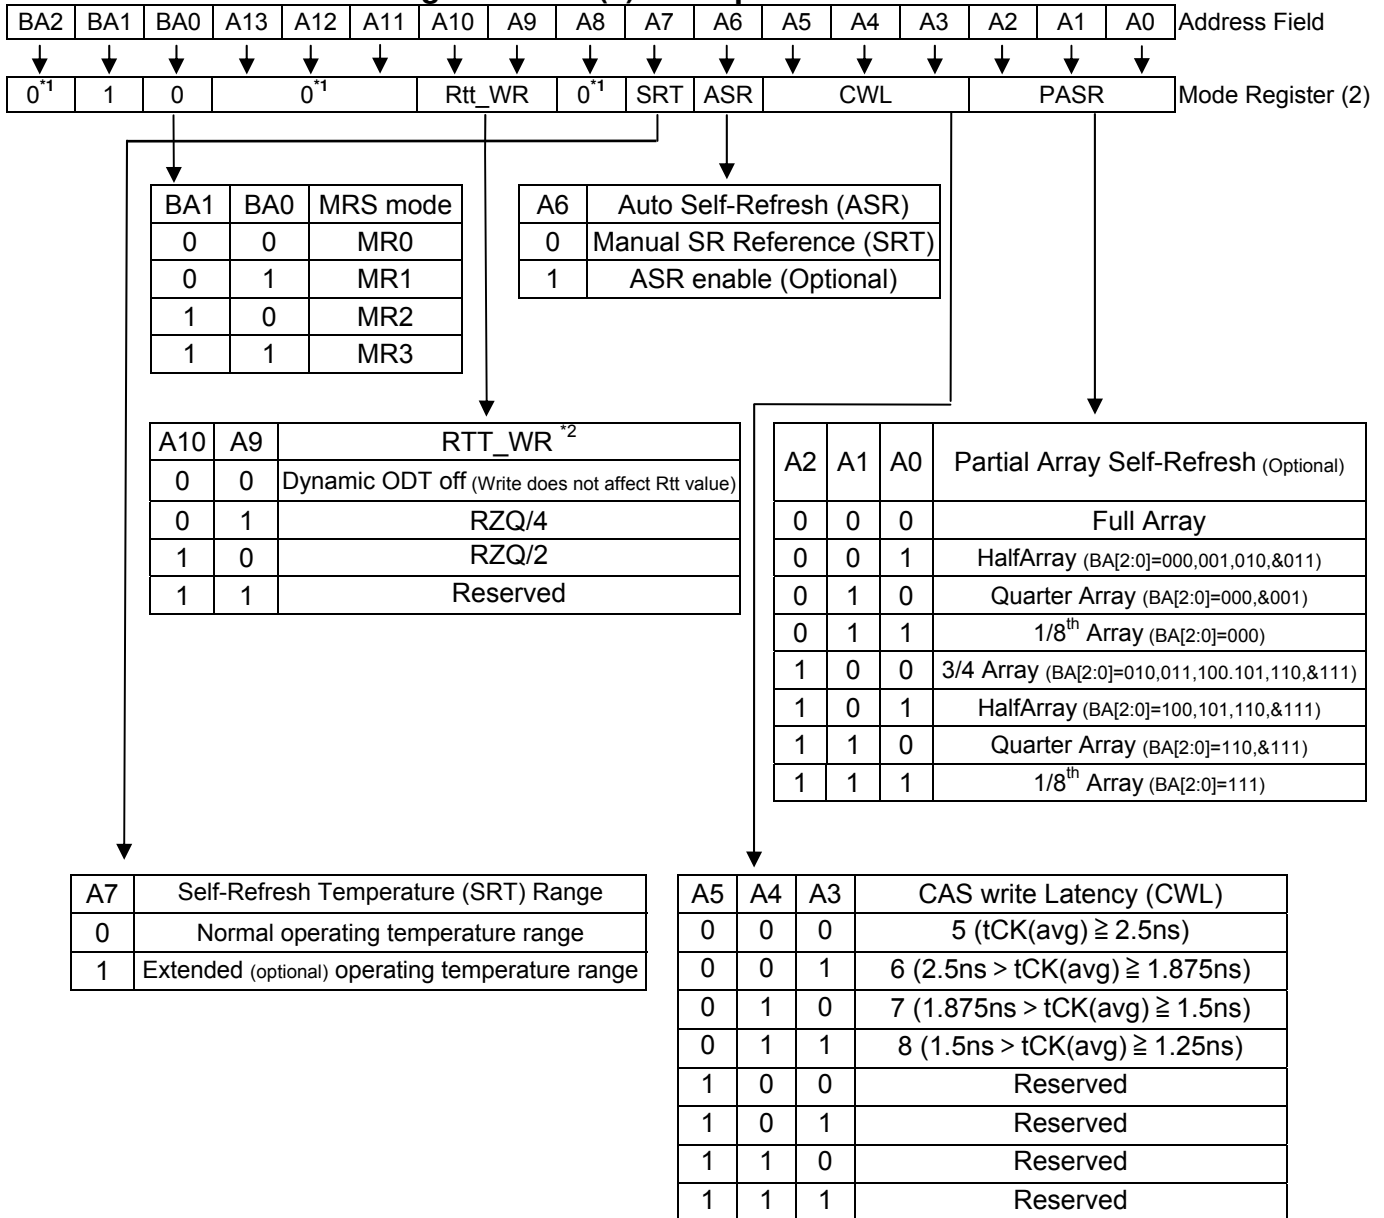 BA2 BA1 BA0 A13 A12 A11 A10 A9 A8 A7 A6 A5 A4 A3 A2 A1 A0 Address Field
0*1 1 0 0*1 Rtt_WR 0*1 SRT ASR CWL PASR Mode Register (2)
BA1 BA0 MRS mode
0 0 MR0
0 1 MR1
1 0 MR2
1 1 MR3
A6 Auto Self-Refresh (ASR)
0 Manual SR Reference (SRT)
1 ASR enable (Optional)
A10 A9 RTT_WR *2
0 0 Dynamic ODT off (Write does not affect Rtt value)
0 1 RZQ/4
1 0 RZQ/2
1 1 Reserved
A2 A1 A0 Partial Array Self-Refresh (Optional)
0 0 0 Full Array
0 0 1 HalfArray (BA[2:0]=000,001,010,&011)
0 1 0 Quarter Array (BA[2:0]=000,&001)
0 1 1 1/8th Array (BA[2:0]=000)
1 0 0 3/4 Array (BA[2:0]=010,011,100.101,110,&111)
1 0 1 HalfArray (BA[2:0]=100,101,110,&111)
1 1 0 Quarter Array (BA[2:0]=110,&111)
1 1 1 1/8th Array (BA[2:0]=111)
A7 Self-Refresh Temperature (SRT) Range
0 Normal operating temperature range
1 Extended (optional) operating temperature range
A5 A4 A3 CAS write Latency (CWL)
0 0 0 5 (tCK(avg) ≧ 2.5ns)
0 0 1 6 (2.5ns > tCK(avg) ≧ 1.875ns)
0 1 0 7 (1.875ns > tCK(avg) ≧ 1.5ns)
0 1 1 8 (1.5ns > tCK(avg) ≧ 1.25ns)
1 0 0 Reserved
1 0 1 Reserved
1 1 0 Reserved
1 1 1 Reserved